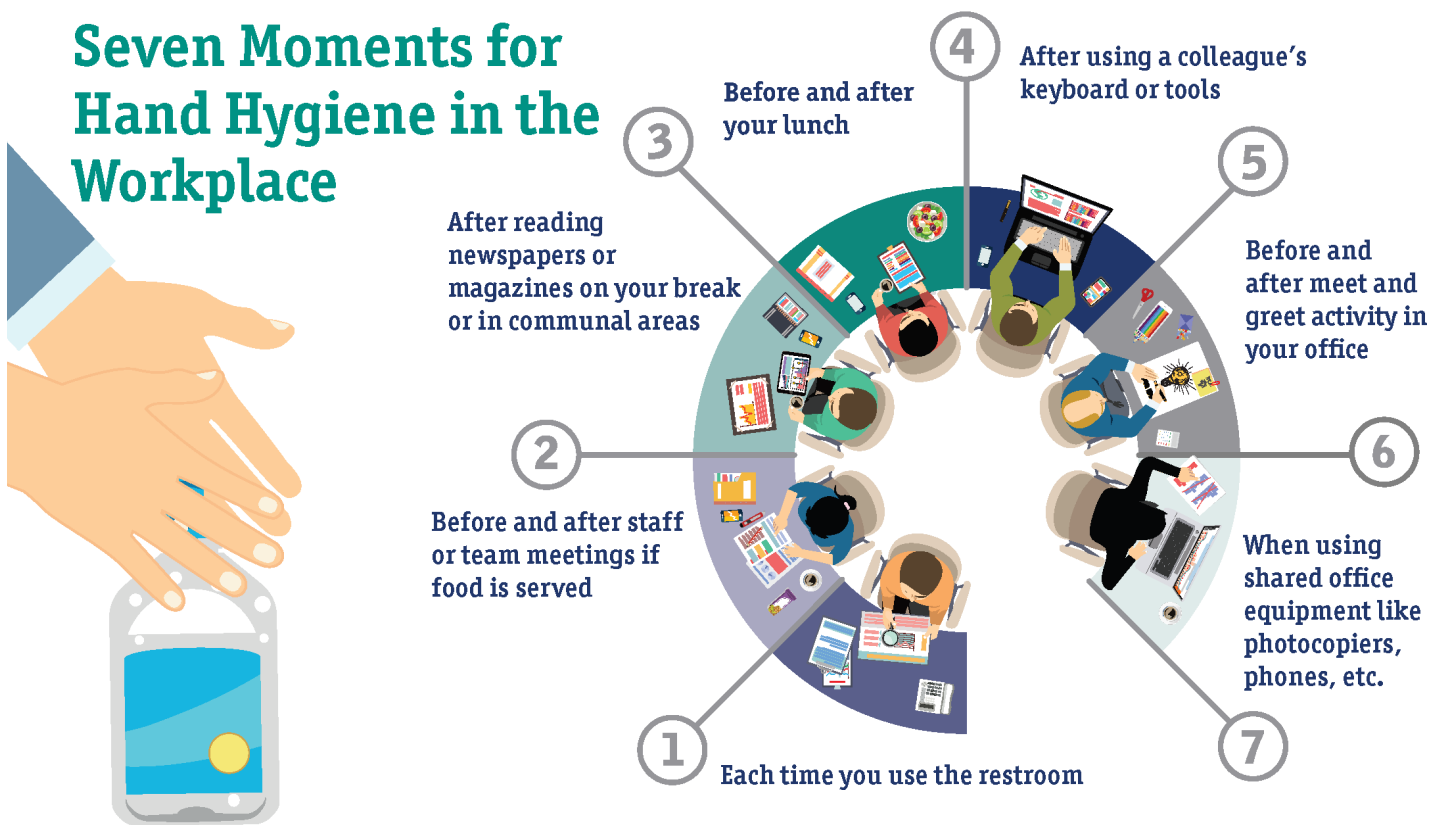 Seven Moments for
Hand Hygiene in the
Workplace
1
Each time you use the restroom
2
Before and after staff
or team meetings if
food is served
3
After reading
newspapers or
magazines on your break
or in communal areas
4
Before and after
your lunch
5
After using a colleague's
keyboard or tools
6
Before and
after meet and
greet activity in
your office
7
When using
shared office
equipment like
photocopiers,
phones, etc.